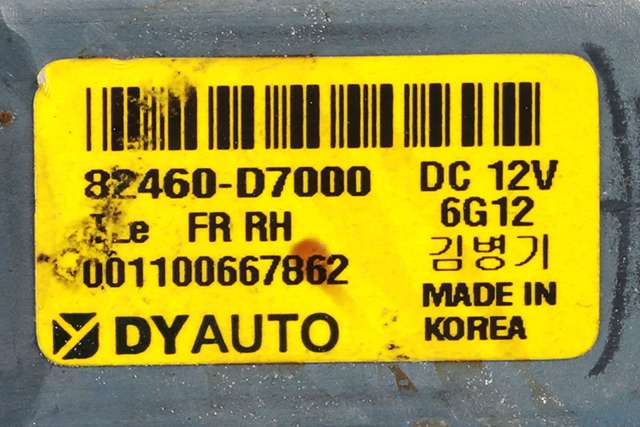 82460-D7000
FR RH
001100667862
DYAUTO
DC 12V
6G12
김병기
MADE IN
KOREA